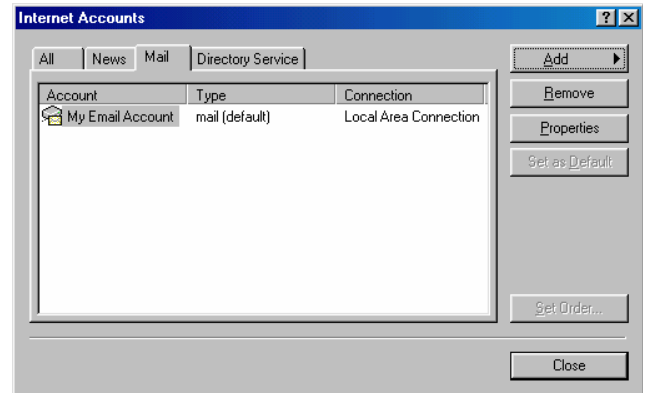 Internet Accounts
All News Mail Directory Service
Account Type Connection
My Email Account mail (default) Local Area Connection
Add
Remove
Properties
Set as Default
Set Order...
Close